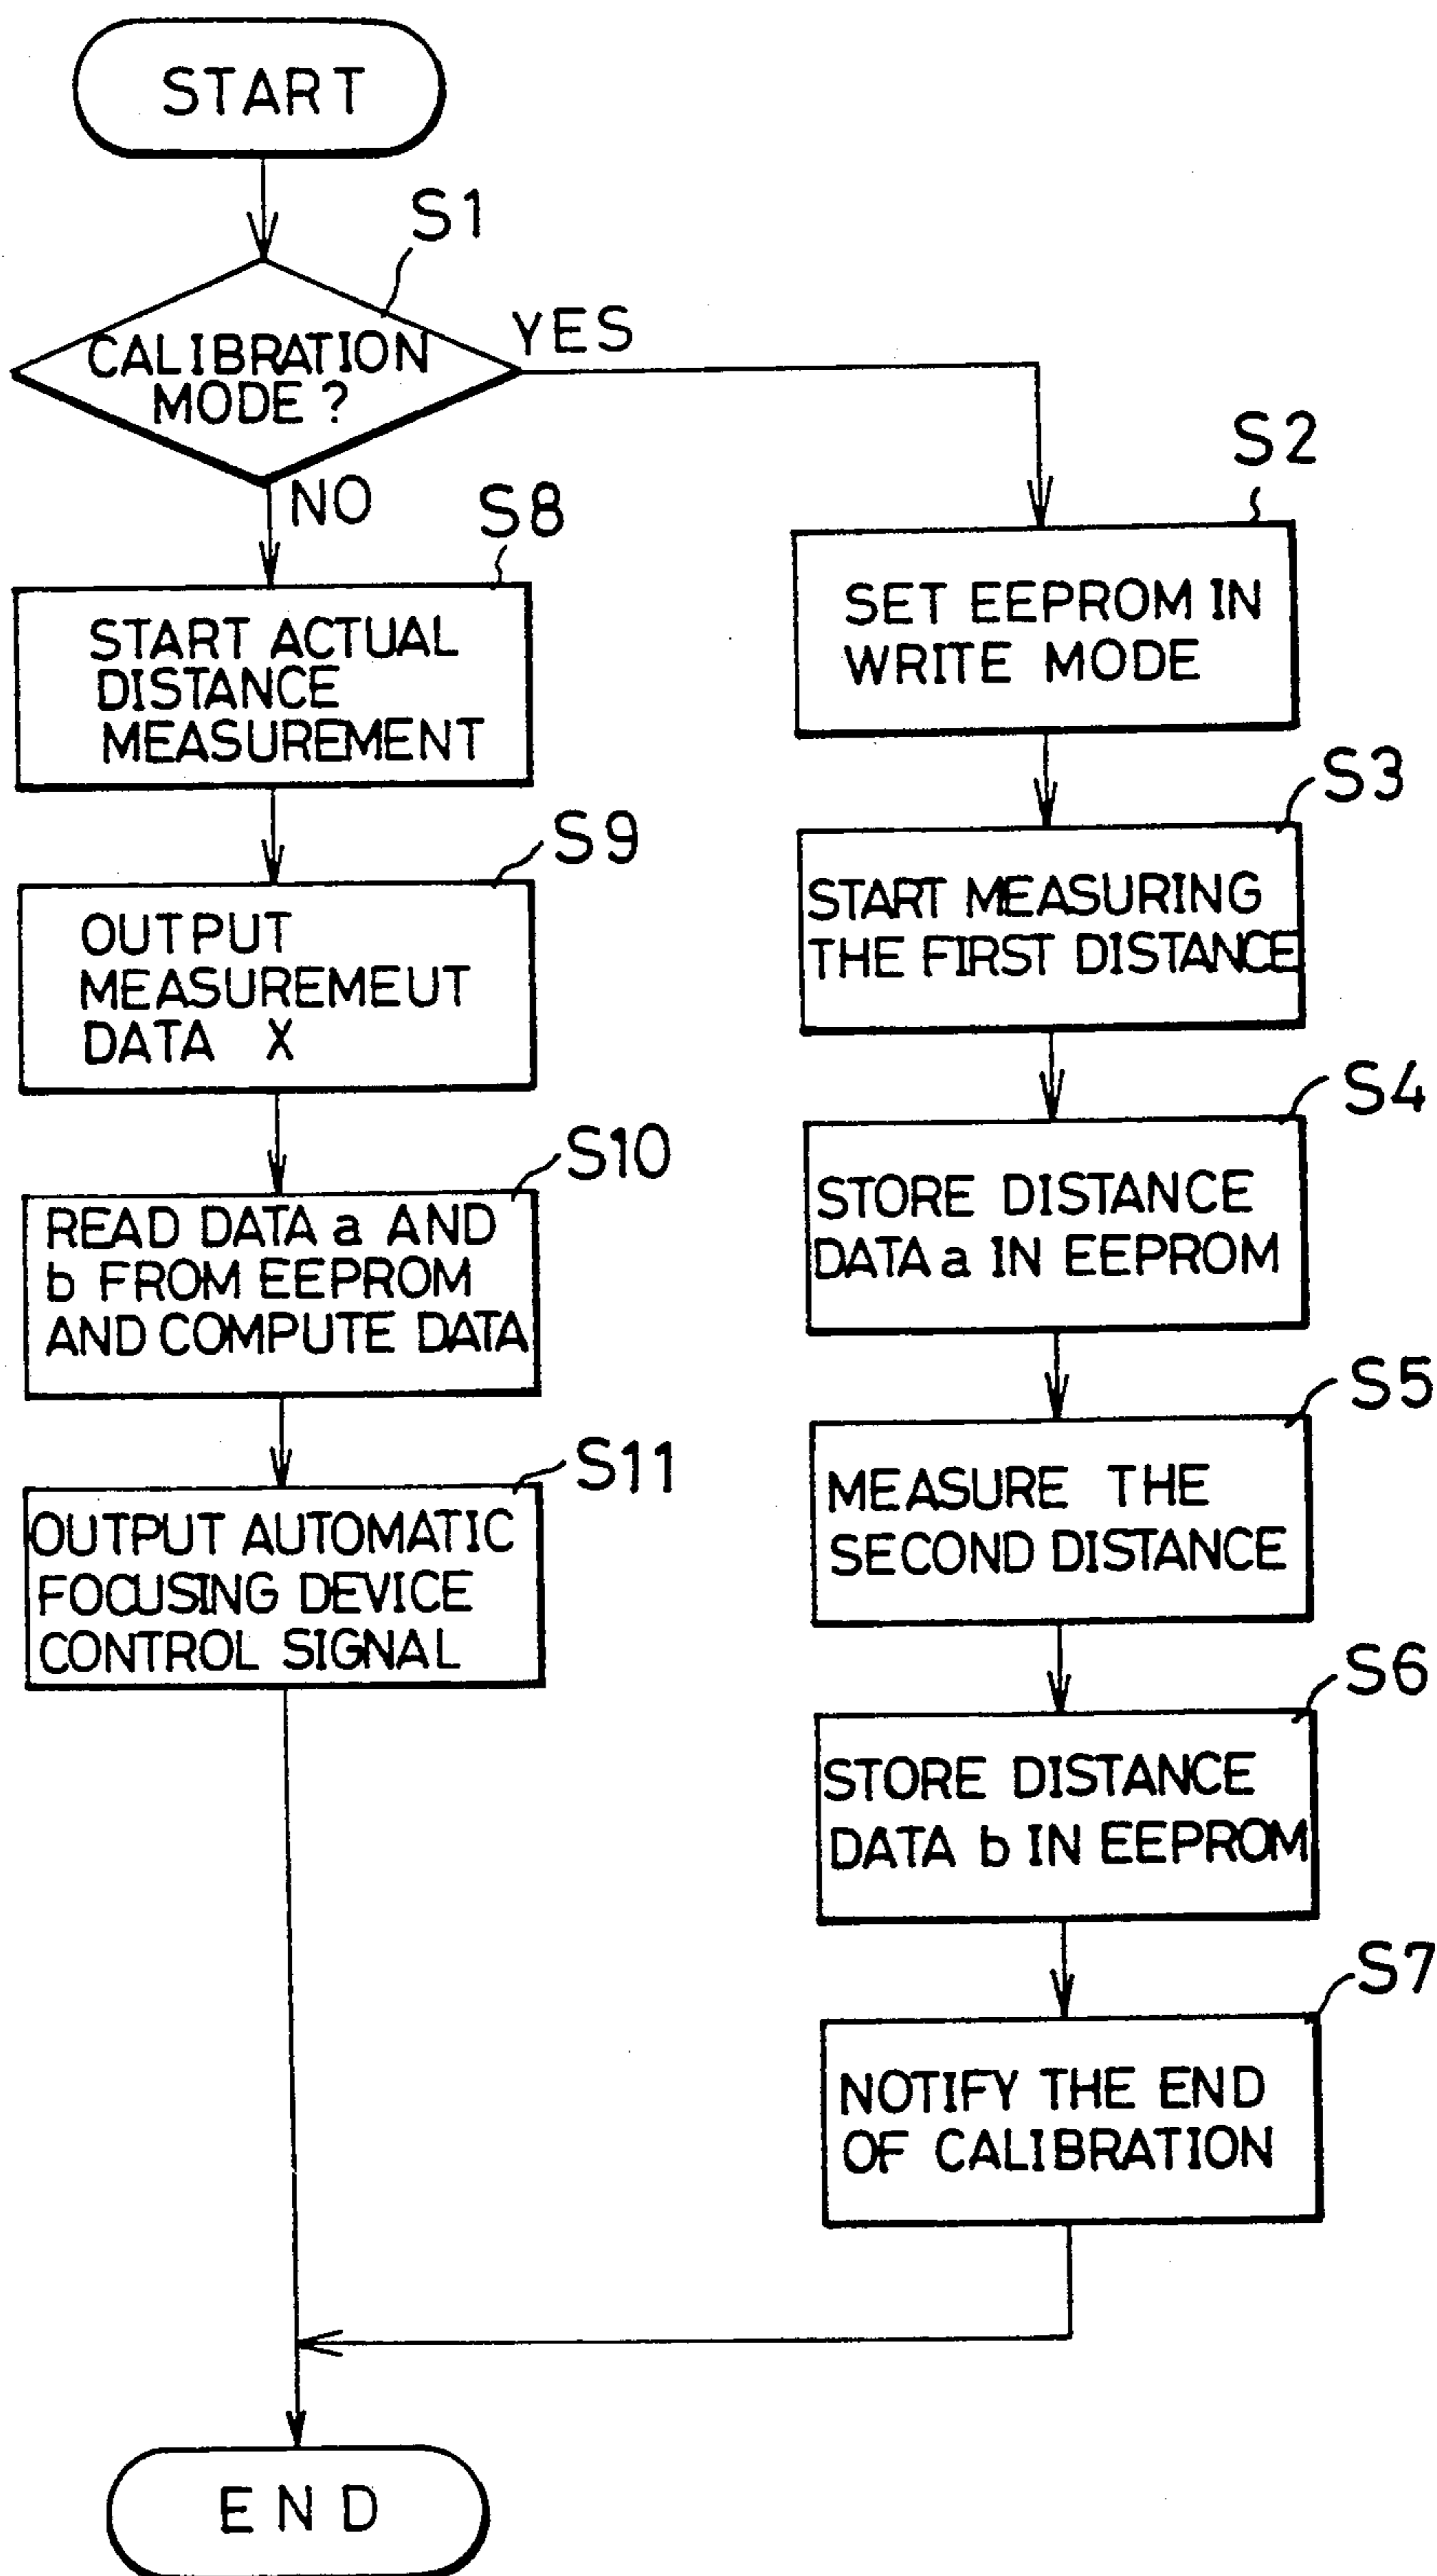 START
S1
CALIBRATION
MODE?
YES
NO
S8
START ACTUAL
DISTANCE
MEASUREMENT
S9
OUTPUT
MEASUREMEUT
DATA X
S10
READ DATA a AND
b FROM EEPROM
AND COMPUTE DATA
S11
OUTPUT AUTOMATIC
FOCUSING DEVICE
CONTROL SIGNAL
S2
SET EEPROM IN
WRITE MODE
S3
START MEASURING
THE FIRST DISTANCE
S4
STORE DISTANCE
DATA a IN EEPROM
S5
MEASURE THE
SECOND DISTANCE
S6
STORE DISTANCE
DATA b IN EEPROM
S7
NOTIFY THE END
OF CALIBRATION
END